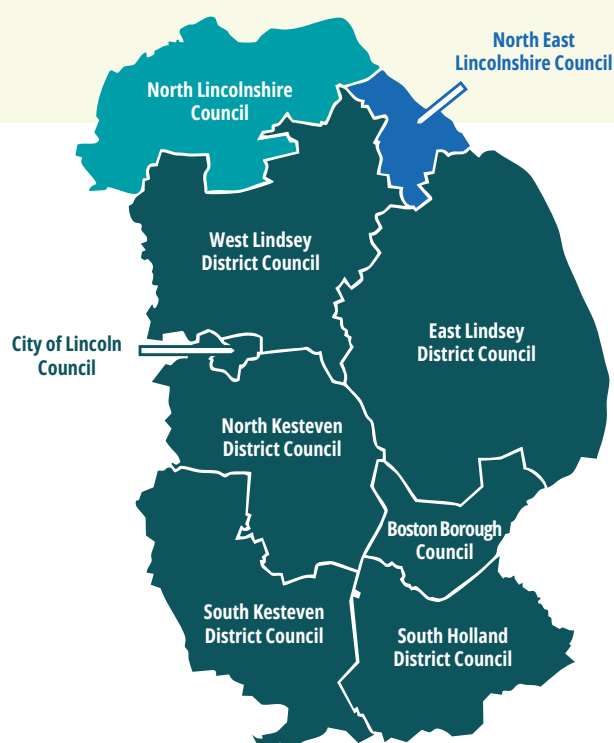 North East
Lincolnshire Council
North Lincolnshire
Council
West Lindsey
District Council
City of Lincoln
Council
East Lindsey
District Council
North Kesteven
District Council
Boston Borough
Council
South Kesteven
District Council
South Holland
District Council